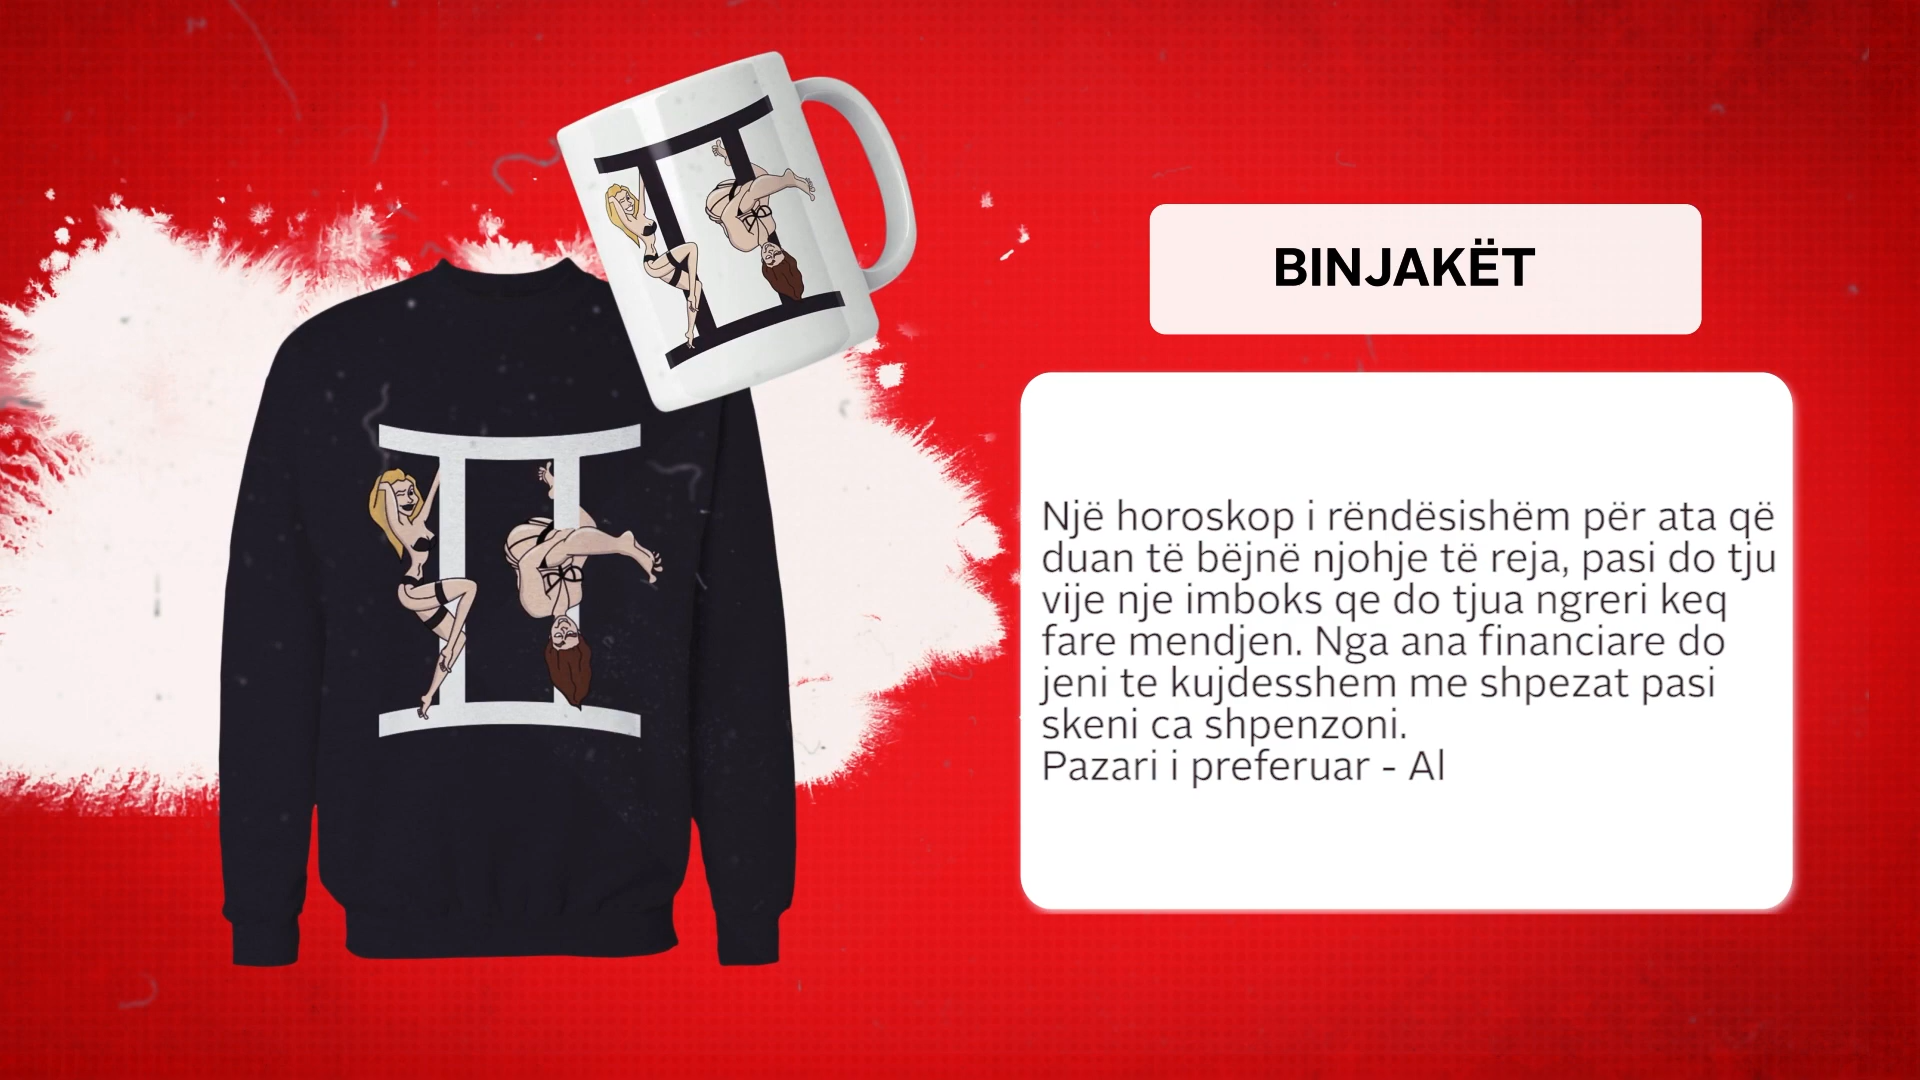 BINJAKËT
Një horoskop i rëndësishëm për ata që
duan të bëjnë njohje të reja, pasi do tju
vije nje imboks qe do tjua ngreri keq
fare mendjen. Nga ana financiare do
jeni te kujdesshem me shpezat pasi
skeni ca shpenzoni.
Pazari i preferuar - Al